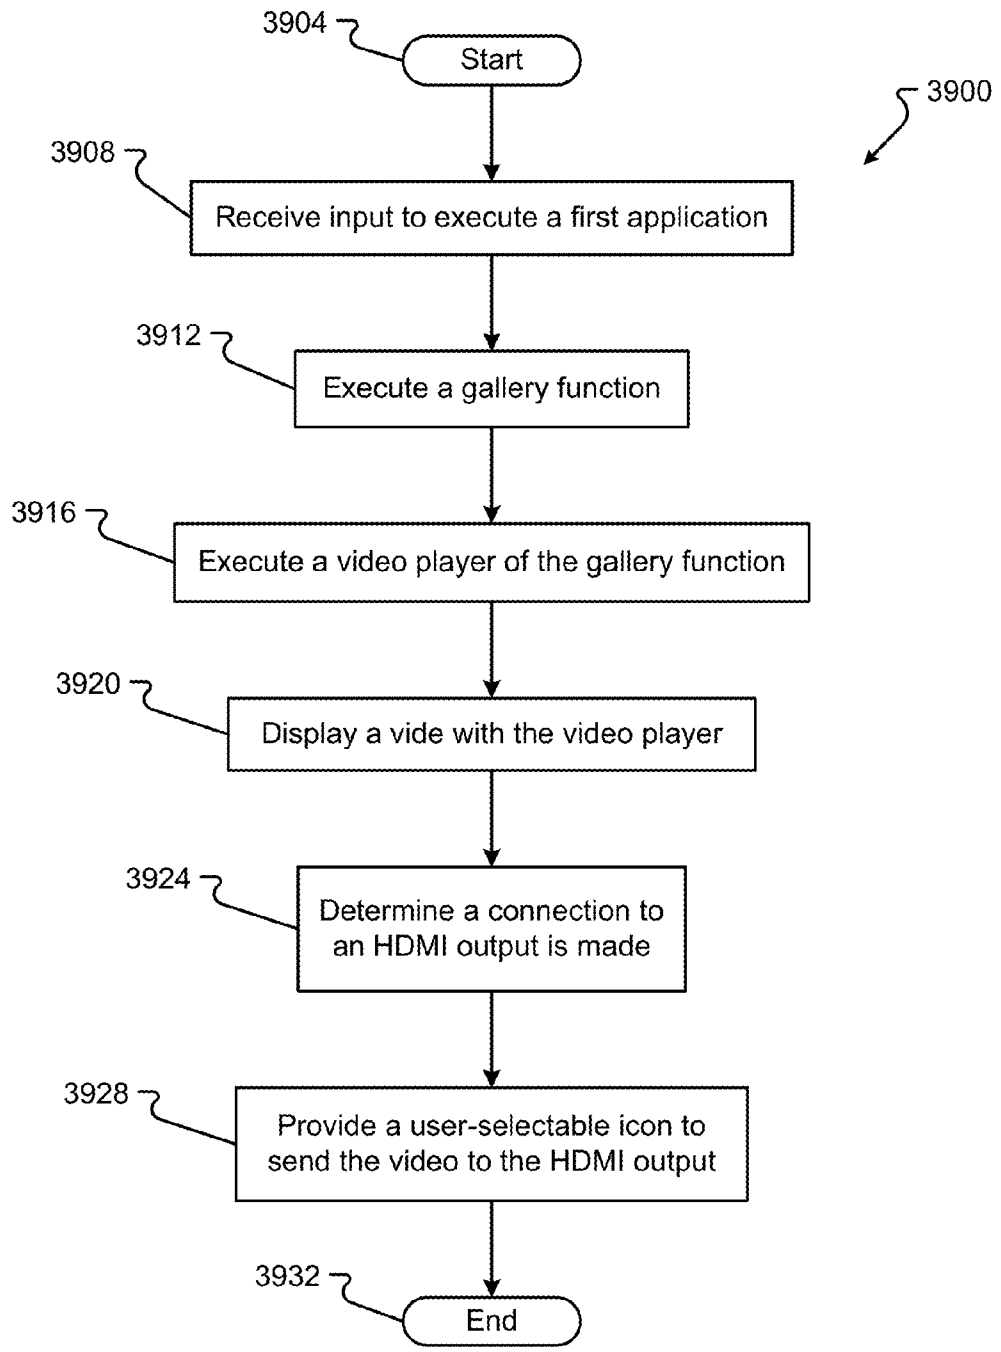 3904
Start
3900
3908
Receive input to execute a first application
3912
Execute a gallery function
3916
Execute a video player of the gallery function
3920
Display a vide with the video player
3924
Determine a connection to
an HDMI output is made
3928
Provide a user-selectable icon to
send the video to the HDMI output
3932
End